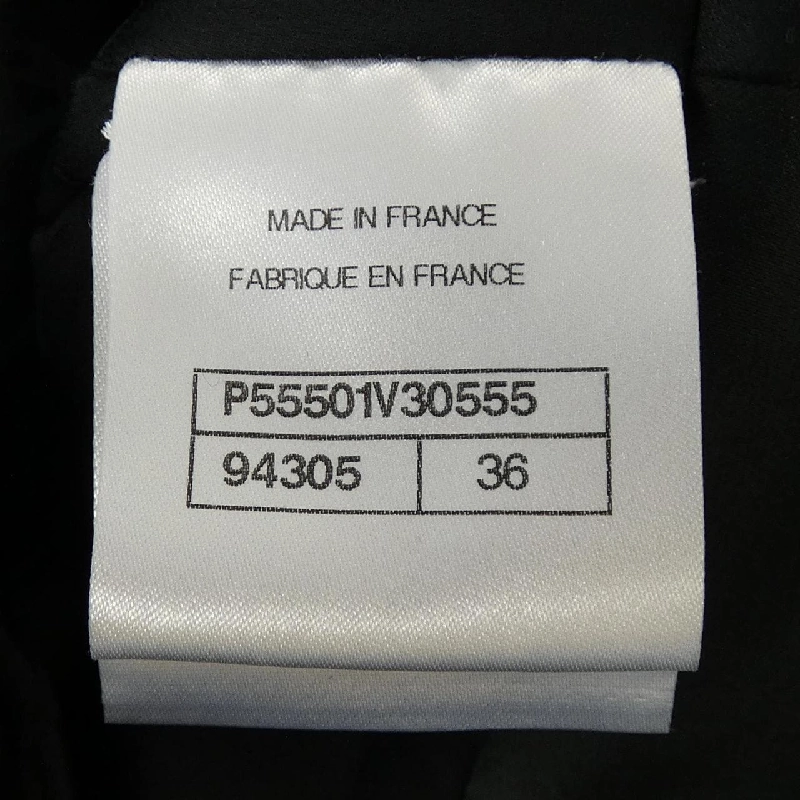 MADE IN FRANCE
FABRIQUE EN FRANCE
P55501V30555
94305 36